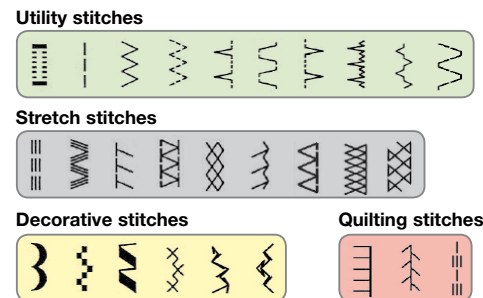 Utility stitches
Stretch stitches
Decorative stitches
Quilting stitches